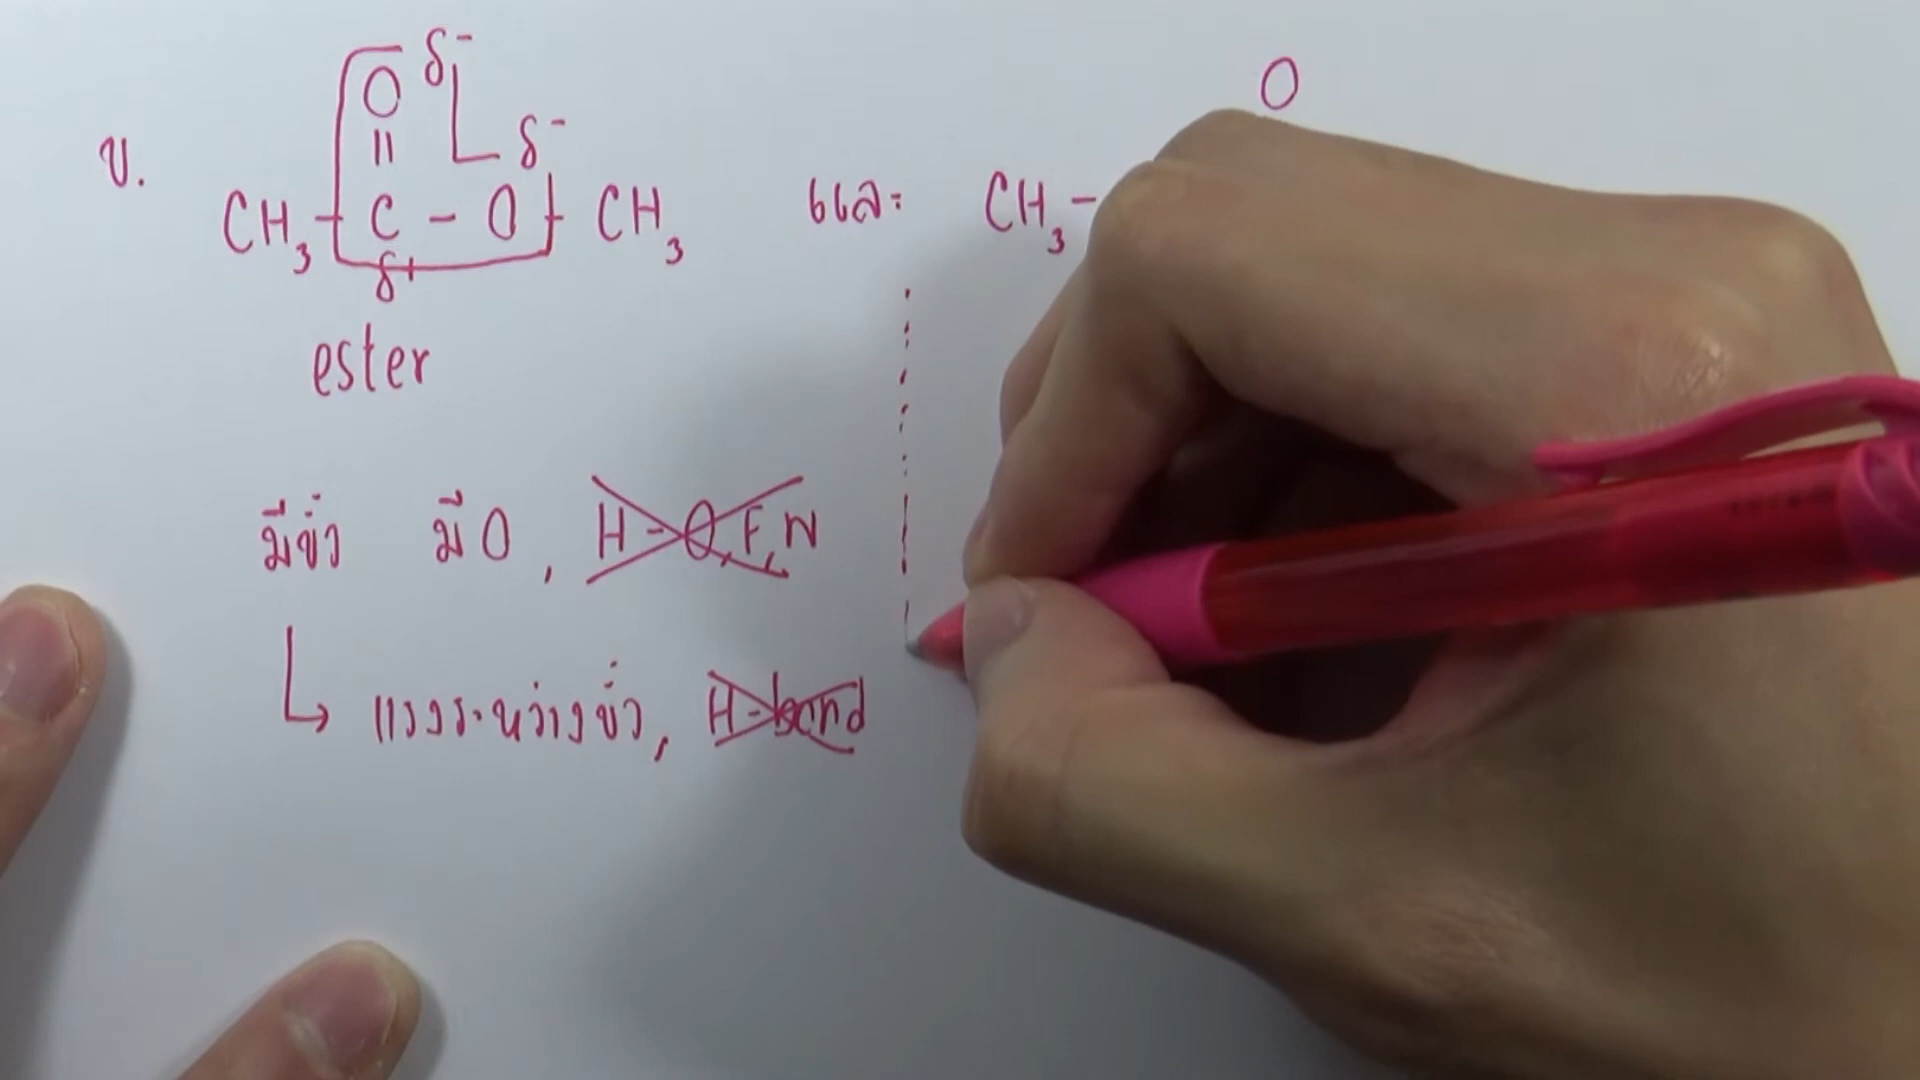 O δ⁻ O
ข. || δ⁻
CH₃ - C - O - CH₃ และ CH₃ -
δ⁺
ester
มีขั้ว มี O , H - O, F, N
แรงระหว่างขั้ว, H-bond